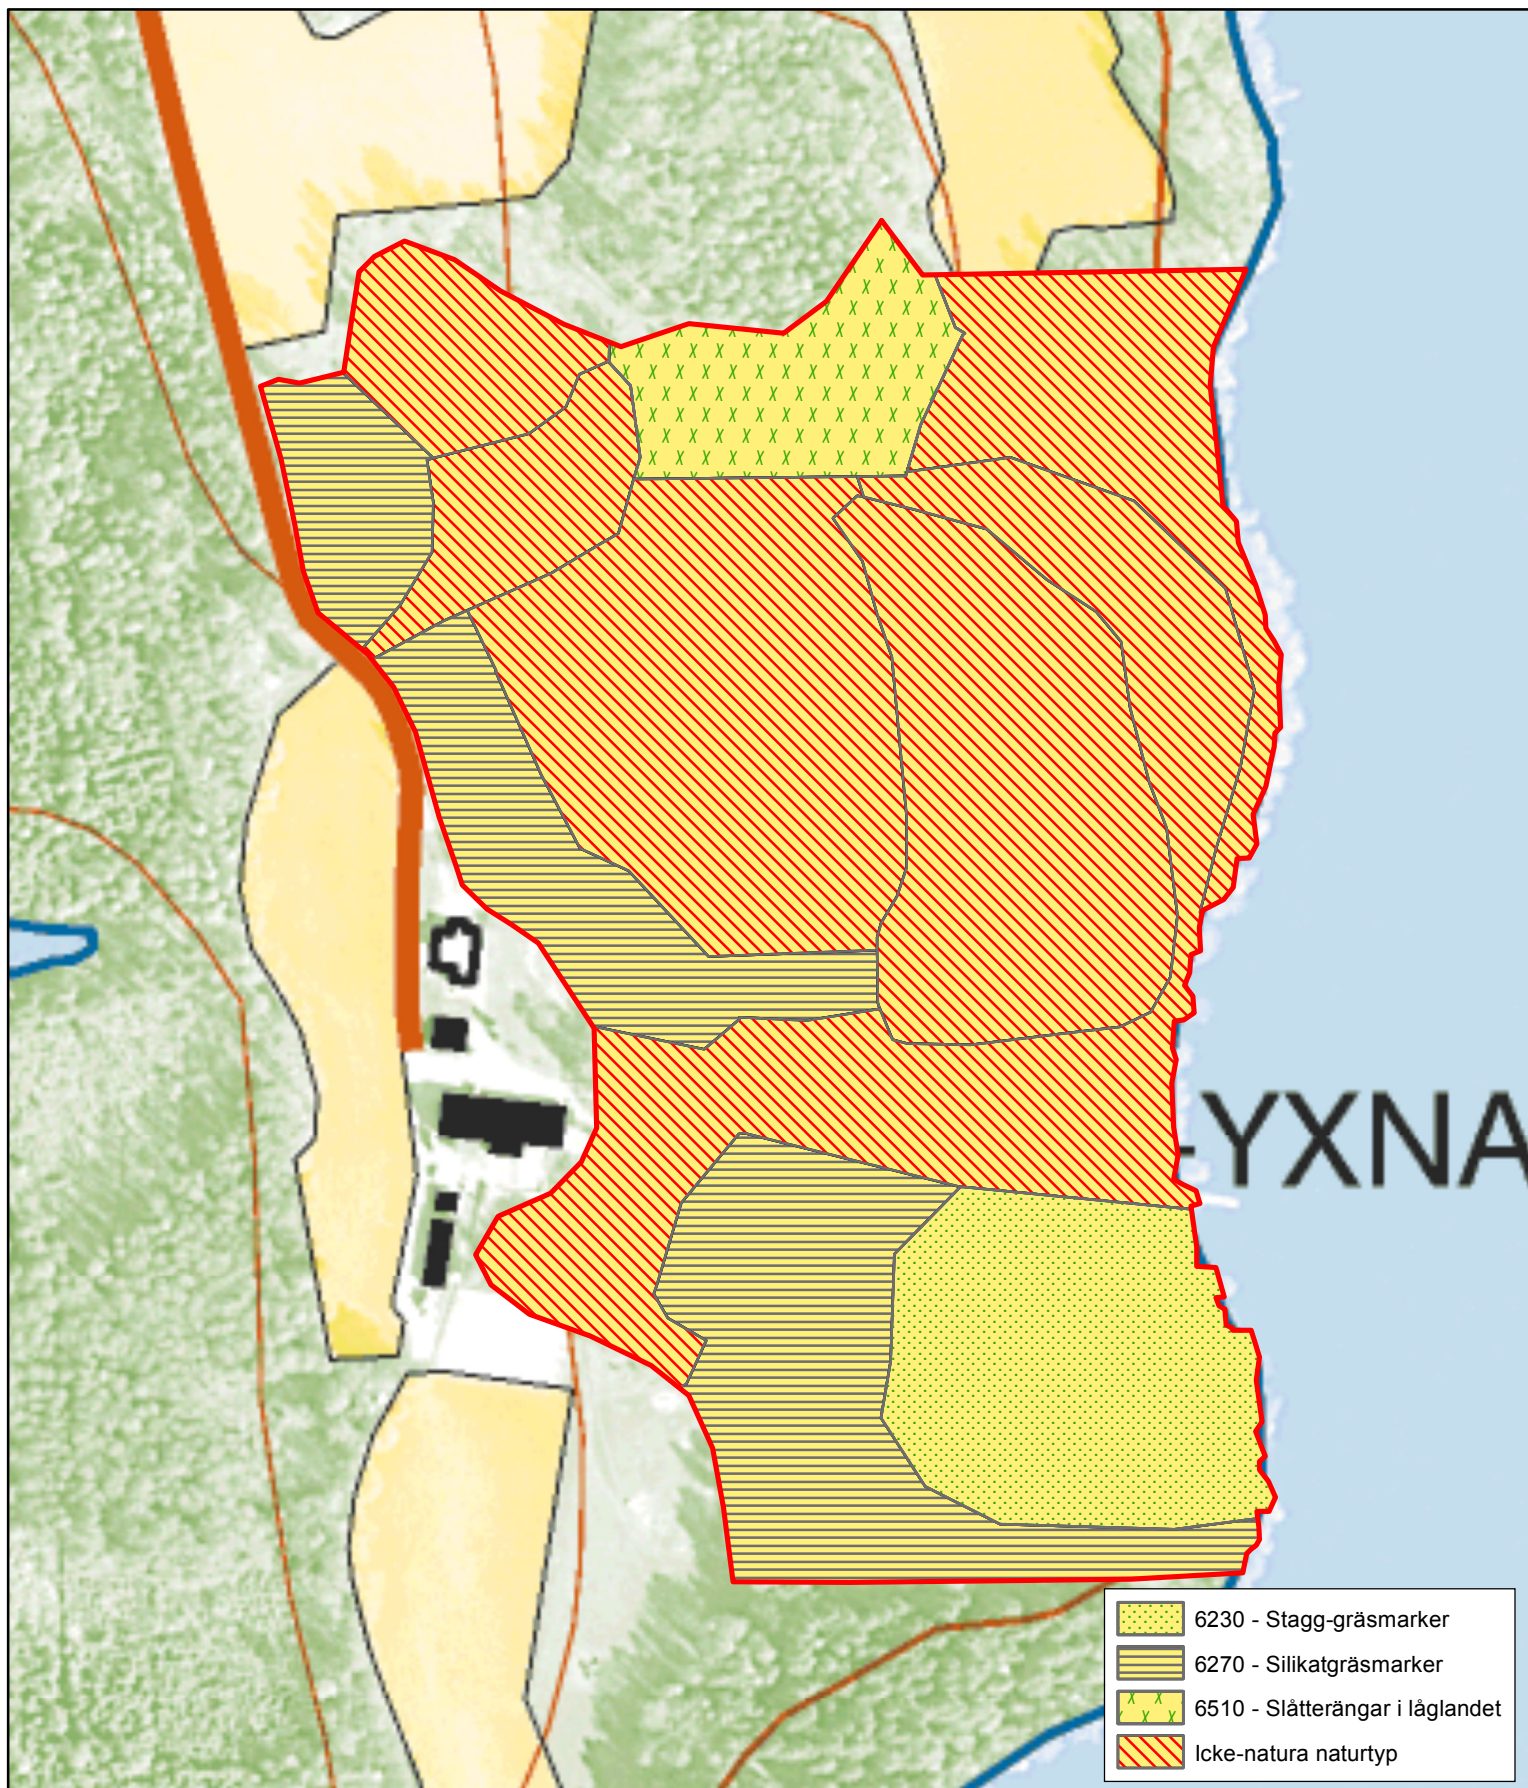 -YXNA
6230 - Stagg-gräsmarker
6270 - Silikatgräsmarker
6510 - Slåtterängar i låglandet
Icke-natura naturtyp